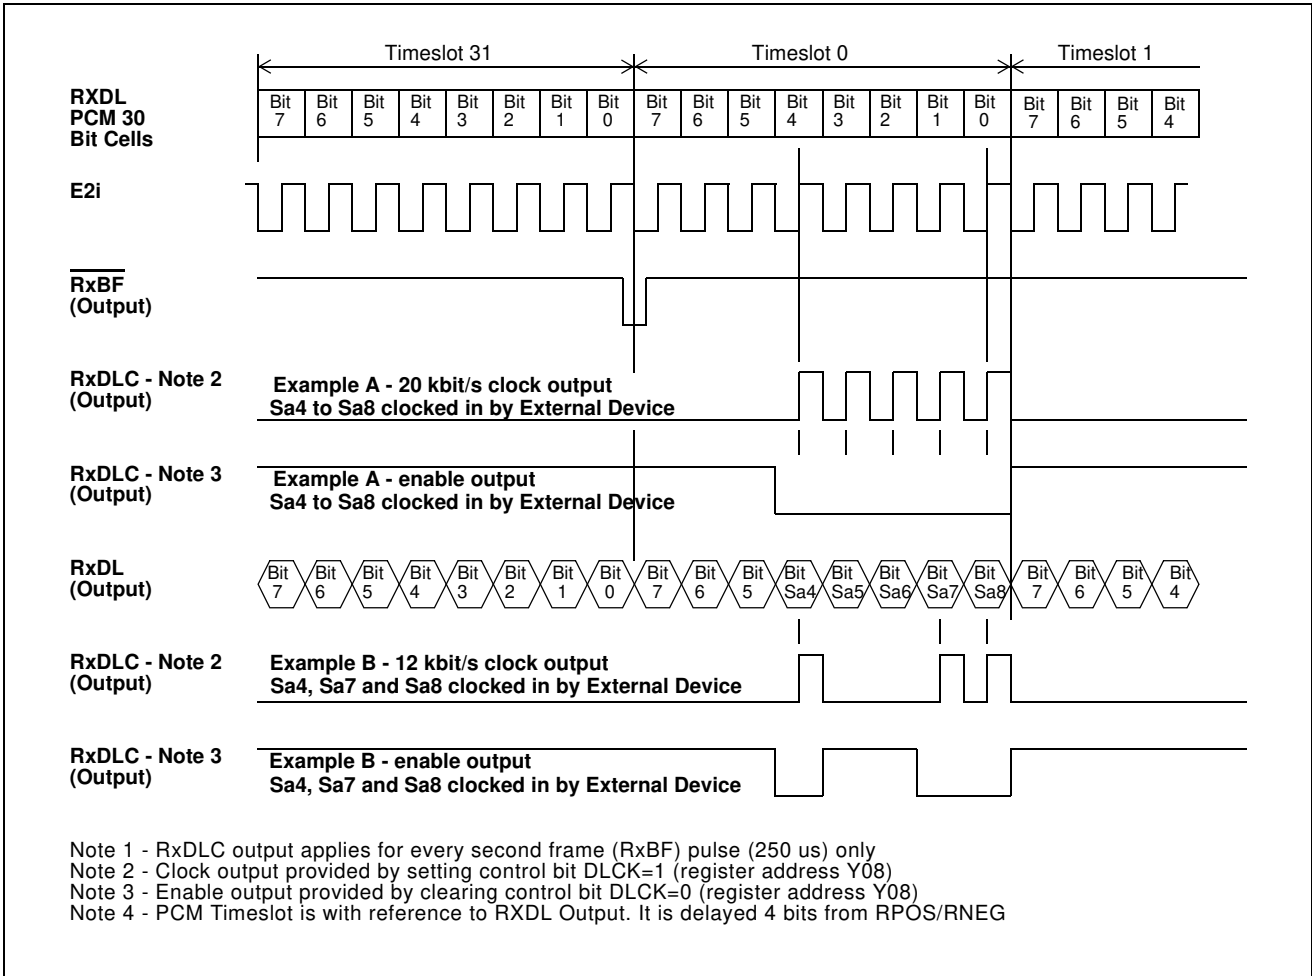 Timeslot 31 Timeslot 0 Timeslot 1
RXDL
PCM 30
Bit Cells
Bit 7 Bit 6 Bit 5 Bit 4 Bit 3 Bit 2 Bit 1 Bit 0 Bit 7 Bit 6 Bit 5 Bit 4 Bit 3 Bit 2 Bit 1 Bit 0 Bit 7 Bit 6 Bit 5 Bit 4
E2i
RxBF
(Output)
RxDLC - Note 2
(Output)
Example A - 20 kbit/s clock output
Sa4 to Sa8 clocked in by External Device
RxDLC - Note 3
(Output)
Example A - enable output
Sa4 to Sa8 clocked in by External Device
RxDL
(Output)
Bit 7 Bit 6 Bit 5 Bit 4 Bit 3 Bit 2 Bit 1 Bit 0 Bit 7 Bit 6 Bit 5 Bit Sa4 Bit Sa5 Bit Sa6 Bit Sa7 Bit Sa8 Bit 7 Bit 6 Bit 5 Bit 4
RxDLC - Note 2
(Output)
Example B - 12 kbit/s clock output
Sa4, Sa7 and Sa8 clocked in by External Device
RxDLC - Note 3
(Output)
Example B - enable output
Sa4, Sa7 and Sa8 clocked in by External Device
Note 1 - RxDLC output applies for every second frame (RxBF) pulse (250 us) only
Note 2 - Clock output provided by setting control bit DLCK=1 (register address Y08)
Note 3 - Enable output provided by clearing control bit DLCK=0 (register address Y08)
Note 4 - PCM Timeslot is with reference to RXDL Output. It is delayed 4 bits from RPOS/RNEG